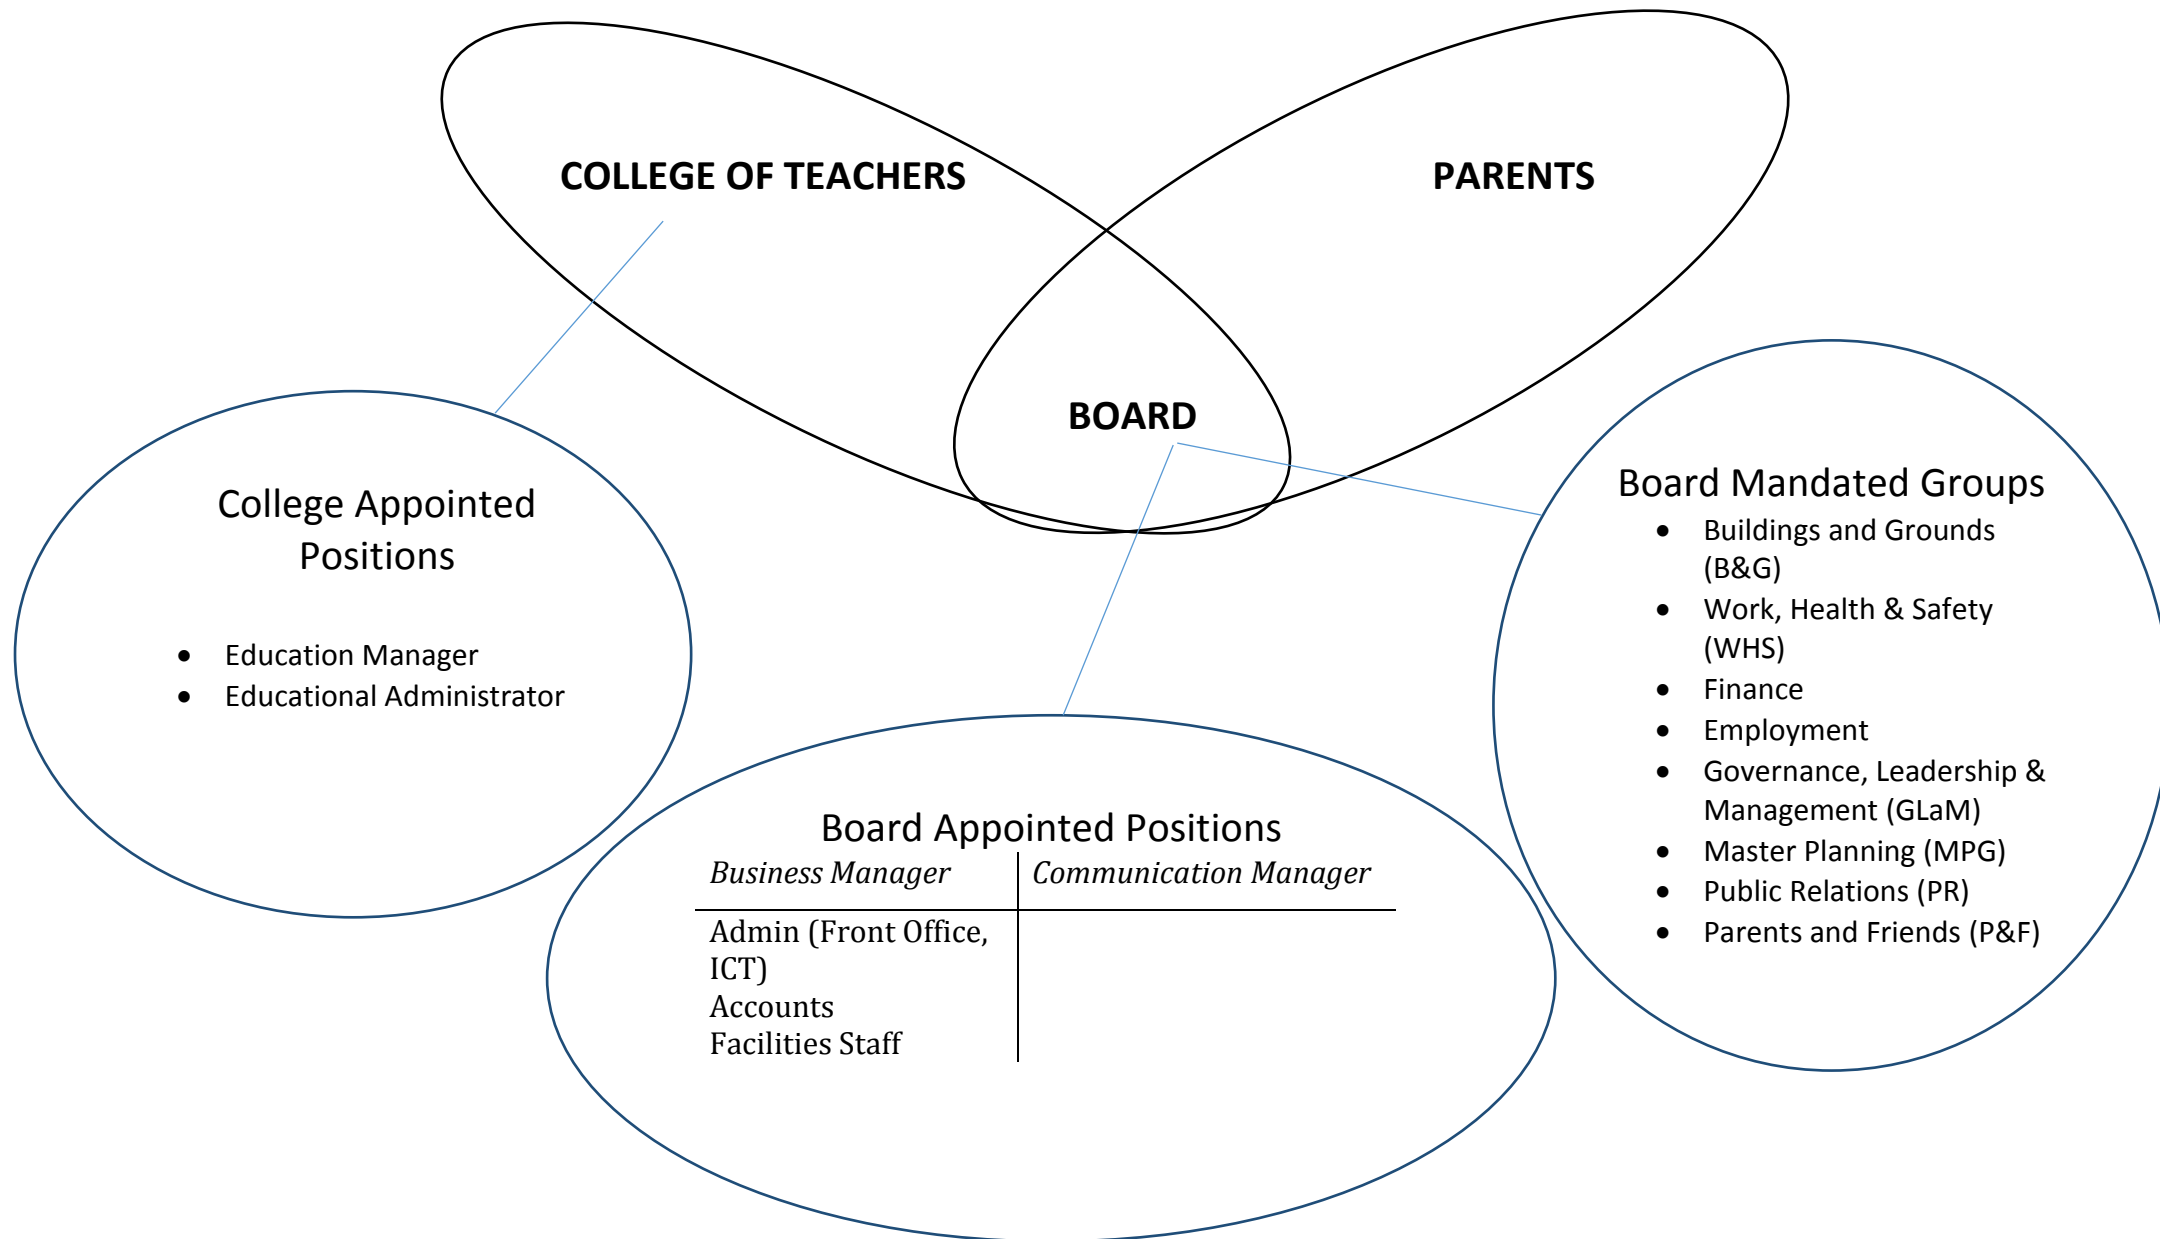 COLLEGE OF TEACHERS
PARENTS
BOARD
College Appointed
Positions
• Education Manager
• Educational Administrator
Board Appointed Positions
Business Manager
Communication Manager
Admin (Front Office,
ICT)
Accounts
Facilities Staff
Board Mandated Groups
• Buildings and Grounds
(B&G)
• Work, Health & Safety
(WHS)
• Finance
• Employment
• Governance, Leadership &
Management (GLaM)
• Master Planning (MPG)
• Public Relations (PR)
• Parents and Friends (P&F)